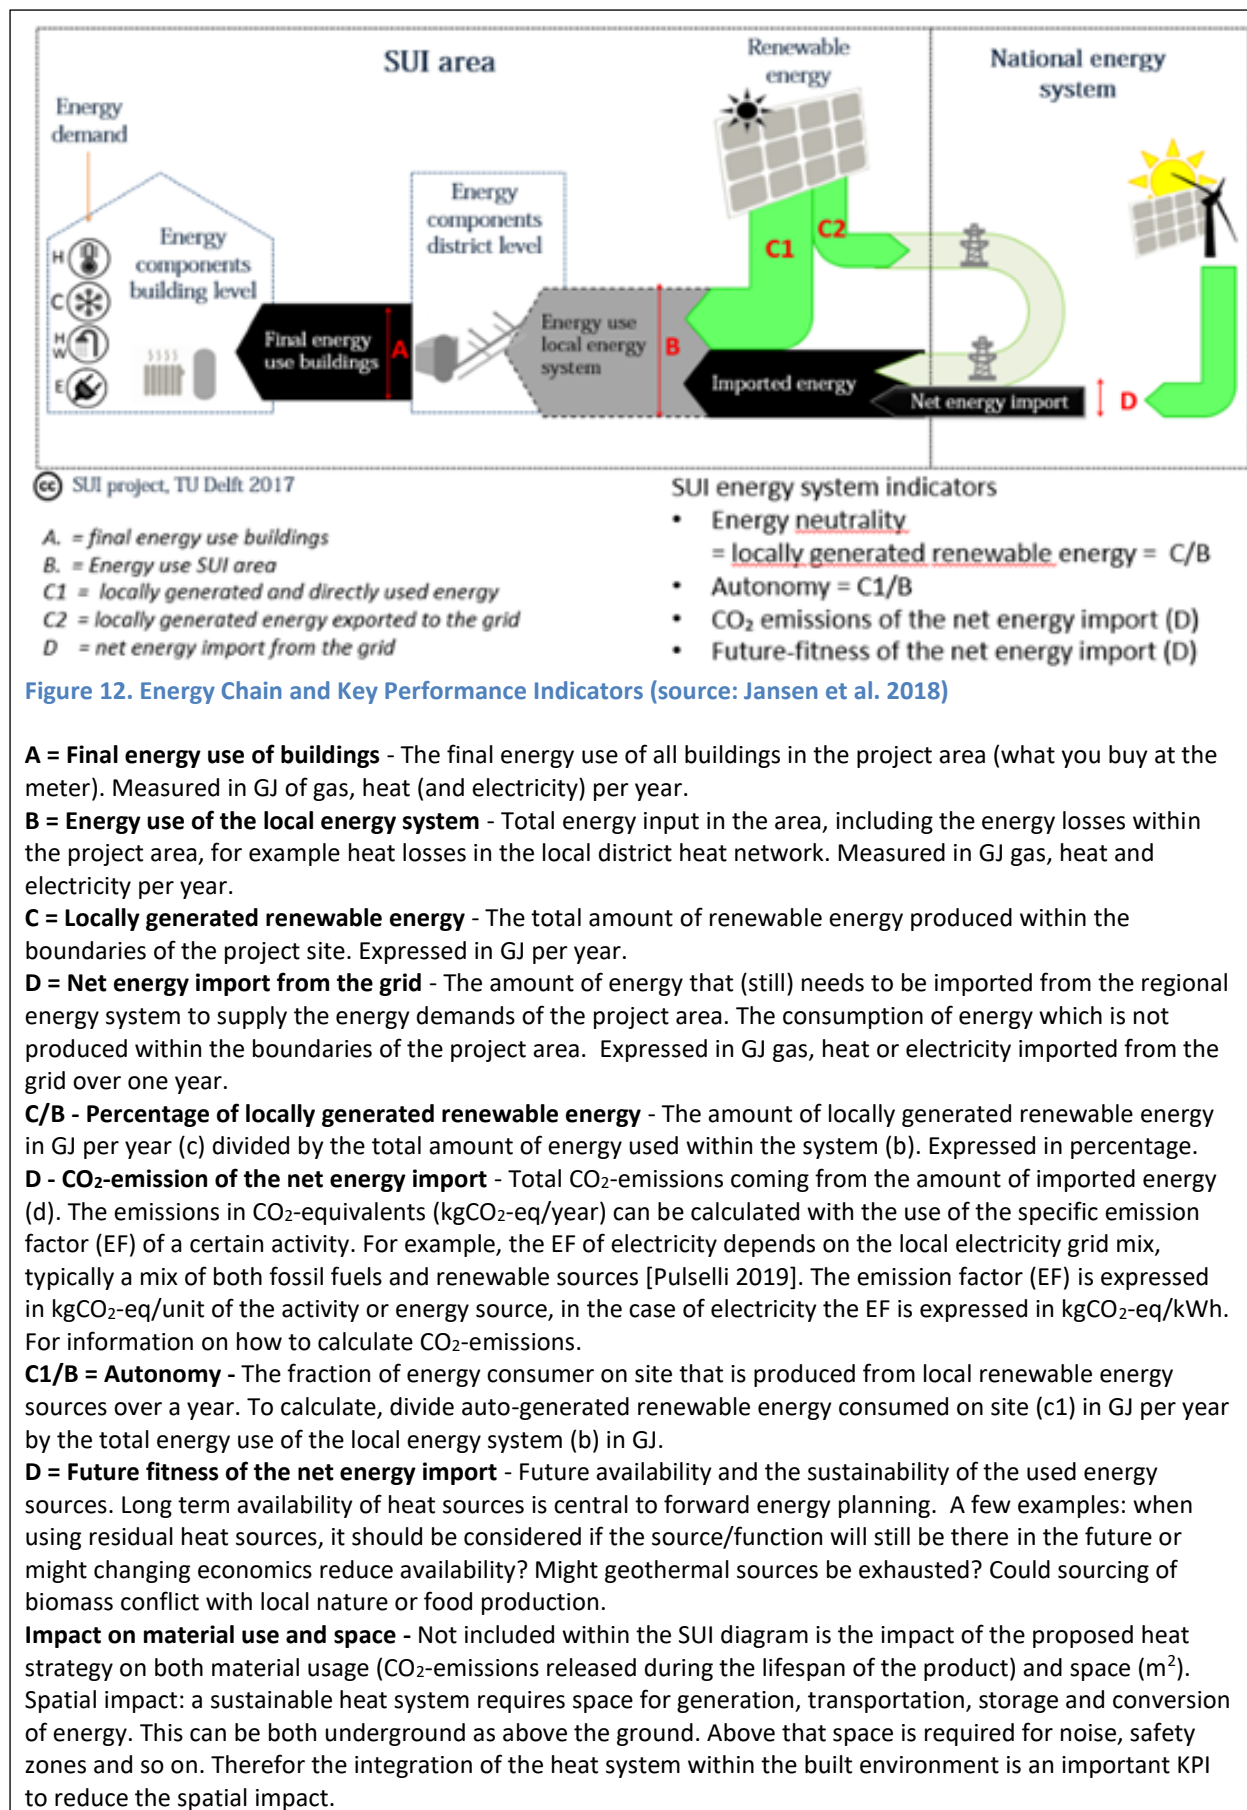 SUI area
Renewable
energy
National energy
system
Energy
demand
Energy
components
district level
Energy
components
building level
H
C
H
W
E
C1
C2
Final energy
use buildings
A
Energy use
local energy
system
B
Imported energy
Net energy import
D
cc SUI project, TU Delft 2017
A. = final energy use buildings
B. = Energy use SUI area
C1 = locally generated and directly used energy
C2 = locally generated energy exported to the grid
D = net energy import from the grid
SUI energy system indicators
• Energy neutrality
= locally generated renewable energy = C/B
• Autonomy = C1/B
• CO₂ emissions of the net energy import (D)
• Future-fitness of the net energy import (D)
Figure 12. Energy Chain and Key Performance Indicators (source: Jansen et al. 2018)
A = Final energy use of buildings - The final energy use of all buildings in the project area (what you buy at the
meter). Measured in GJ of gas, heat (and electricity) per year.
B = Energy use of the local energy system - Total energy input in the area, including the energy losses within
the project area, for example heat losses in the local district heat network. Measured in GJ gas, heat and
electricity per year.
C = Locally generated renewable energy - The total amount of renewable energy produced within the
boundaries of the project site. Expressed in GJ per year.
D = Net energy import from the grid - The amount of energy that (still) needs to be imported from the regional
energy system to supply the energy demands of the project area. The consumption of energy which is not
produced within the boundaries of the project area. Expressed in GJ gas, heat or electricity imported from the
grid over one year.
C/B - Percentage of locally generated renewable energy - The amount of locally generated renewable energy
in GJ per year (c) divided by the total amount of energy used within the system (b). Expressed in percentage.
D - CO₂-emission of the net energy import - Total CO₂-emissions coming from the amount of imported energy
(d). The emissions in CO₂-equivalents (kgCO₂-eq/year) can be calculated with the use of the specific emission
factor (EF) of a certain activity. For example, the EF of electricity depends on the local electricity grid mix,
typically a mix of both fossil fuels and renewable sources [Pulselli 2019]. The emission factor (EF) is expressed
in kgCO₂-eq/unit of the activity or energy source, in the case of electricity the EF is expressed in kgCO₂-eq/kWh.
For information on how to calculate CO₂-emissions.
C1/B = Autonomy - The fraction of energy consumer on site that is produced from local renewable energy
sources over a year. To calculate, divide auto-generated renewable energy consumed on site (c1) in GJ per year
by the total energy use of the local energy system (b) in GJ.
D = Future fitness of the net energy import - Future availability and the sustainability of the used energy
sources. Long term availability of heat sources is central to forward energy planning. A few examples: when
using residual heat sources, it should be considered if the source/function will still be there in the future or
might changing economics reduce availability? Might geothermal sources be exhausted? Could sourcing of
biomass conflict with local nature or food production.
Impact on material use and space - Not included within the SUI diagram is the impact of the proposed heat
strategy on both material usage (CO₂-emissions released during the lifespan of the product) and space (m²).
Spatial impact: a sustainable heat system requires space for generation, transportation, storage and conversion
of energy. This can be both underground as above the ground. Above that space is required for noise, safety
zones and so on. Therefor the integration of the heat system within the built environment is an important KPI
to reduce the spatial impact.